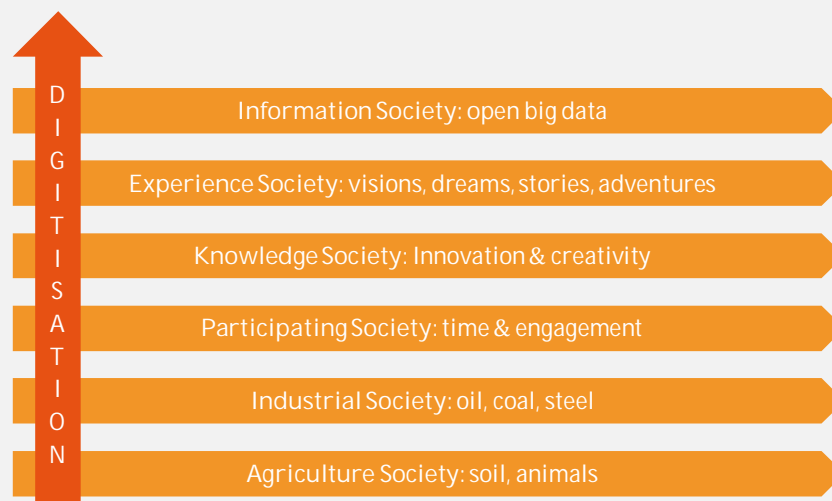 DIGITISATION
Information Society: open big data
Experience Society: visions, dreams, stories, adventures
Knowledge Society: Innovation & creativity
Participating Society: time & engagement
Industrial Society: oil, coal, steel
Agriculture Society: soil, animals